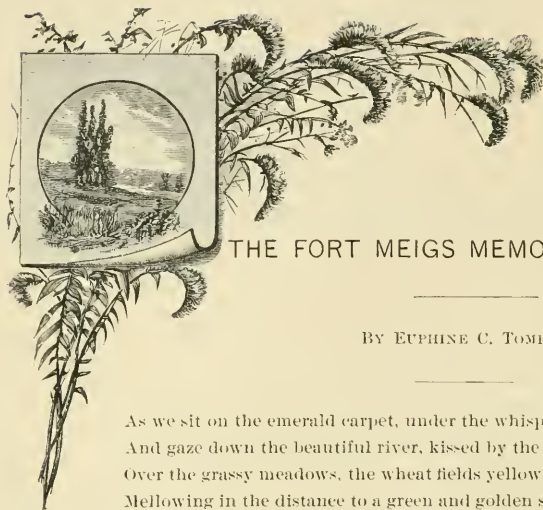 THE FORT MEIGS MEMO
BY EUPHINE C. TOM
As we sit on the emerald carpet, under the whisp
And gaze down the beautiful river, kissed by the
Over the grassy meadows, the wheat fields yellow
Mellowing in the distance to a green and golden s